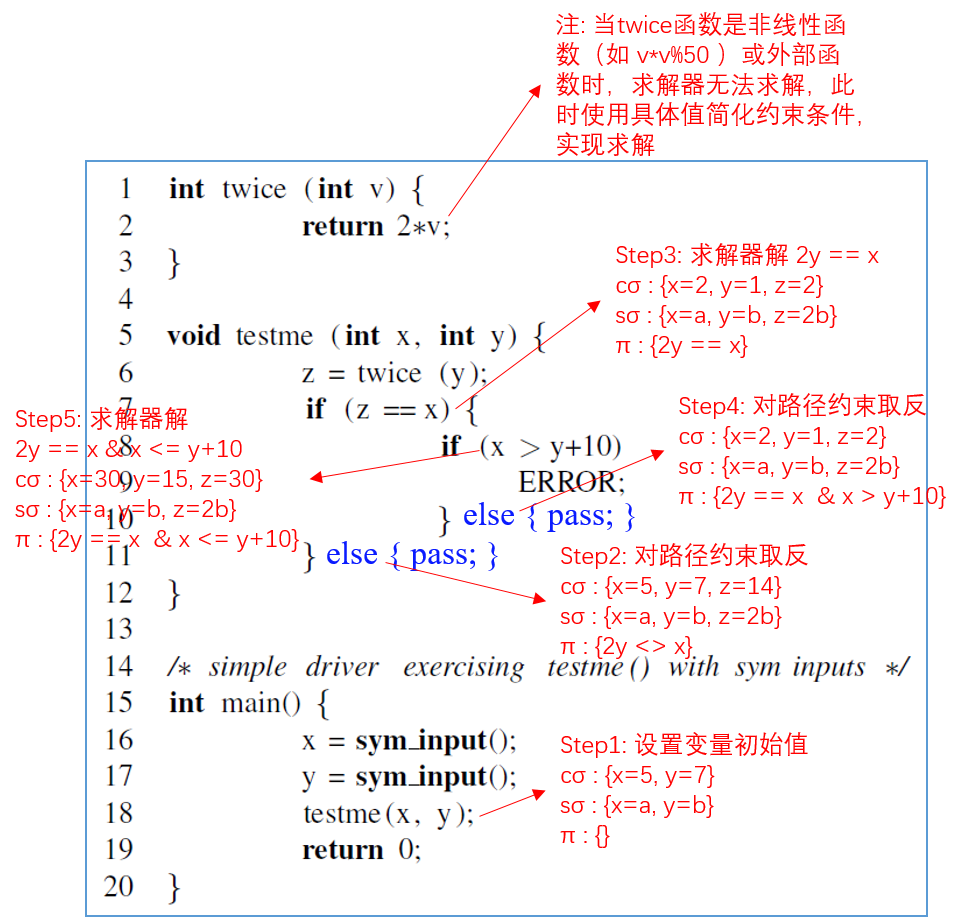 注: 当twice函数是非线性函
数（如 v*v%50 ）或外部函
数时，求解器无法求解，此
时使用具体值简化约束条件，
实现求解
1 int twice (int v) {
2 return 2*v;
3 }
4
5 void testme (int x, int y) {
6 z = twice (y);
7 if (z == x) {
8 if (x > y+10)
9 ERROR;
10 } else { pass; }
11 } else { pass; }
12 }
13
14 /* simple driver exercising testme() with sym inputs */
15 int main() {
16 x = sym_input();
17 y = sym_input();
18 testme(x, y);
19 return 0;
20 }
Step3: 求解器解 2y == x
cσ : {x=2, y=1, z=2}
sσ : {x=a, y=b, z=2b}
π : {2y == x}
Step4: 对路径约束取反
cσ : {x=2, y=1, z=2}
sσ : {x=a, y=b, z=2b}
π : {2y == x & x > y+10}
Step5: 求解器解
2y == x & x <= y+10
cσ : {x=30, y=15, z=30}
sσ : {x=a, y=b, z=2b}
π : {2y == x & x <= y+10}
Step2: 对路径约束取反
cσ : {x=5, y=7, z=14}
sσ : {x=a, y=b, z=2b}
π : {2y <> x}
Step1: 设置变量初始值
cσ : {x=5, y=7}
sσ : {x=a, y=b}
π : {}